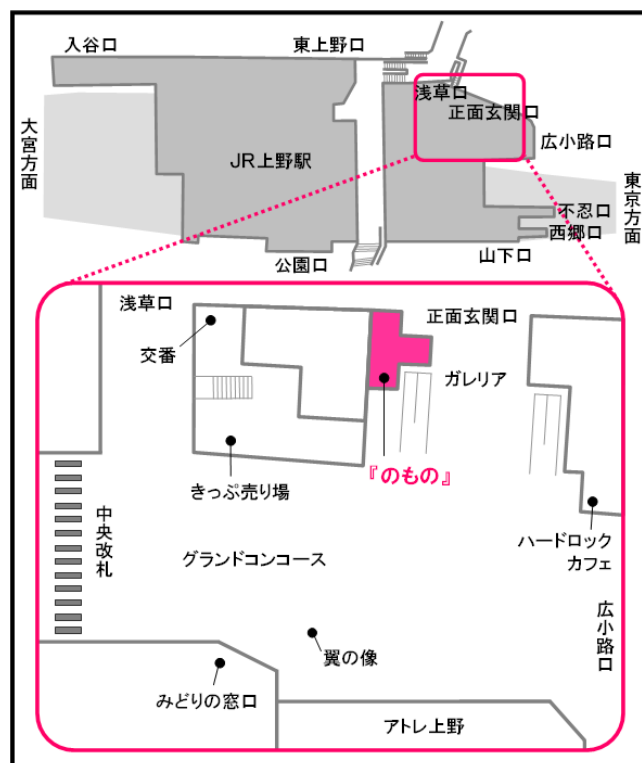 入谷口
東上野口
浅草口
正面玄関口
広小路口
大宮方面
JR上野駅
東京方面
不忍口
西郷口
山下口
公園口
浅草口
正面玄関口
交番
ガレリア
きっぷ売り場
『のもの』
中央改札
グランドコンコース
ハードロック
カフェ
広小路口
翼の像
みどりの窓口
アトレ上野